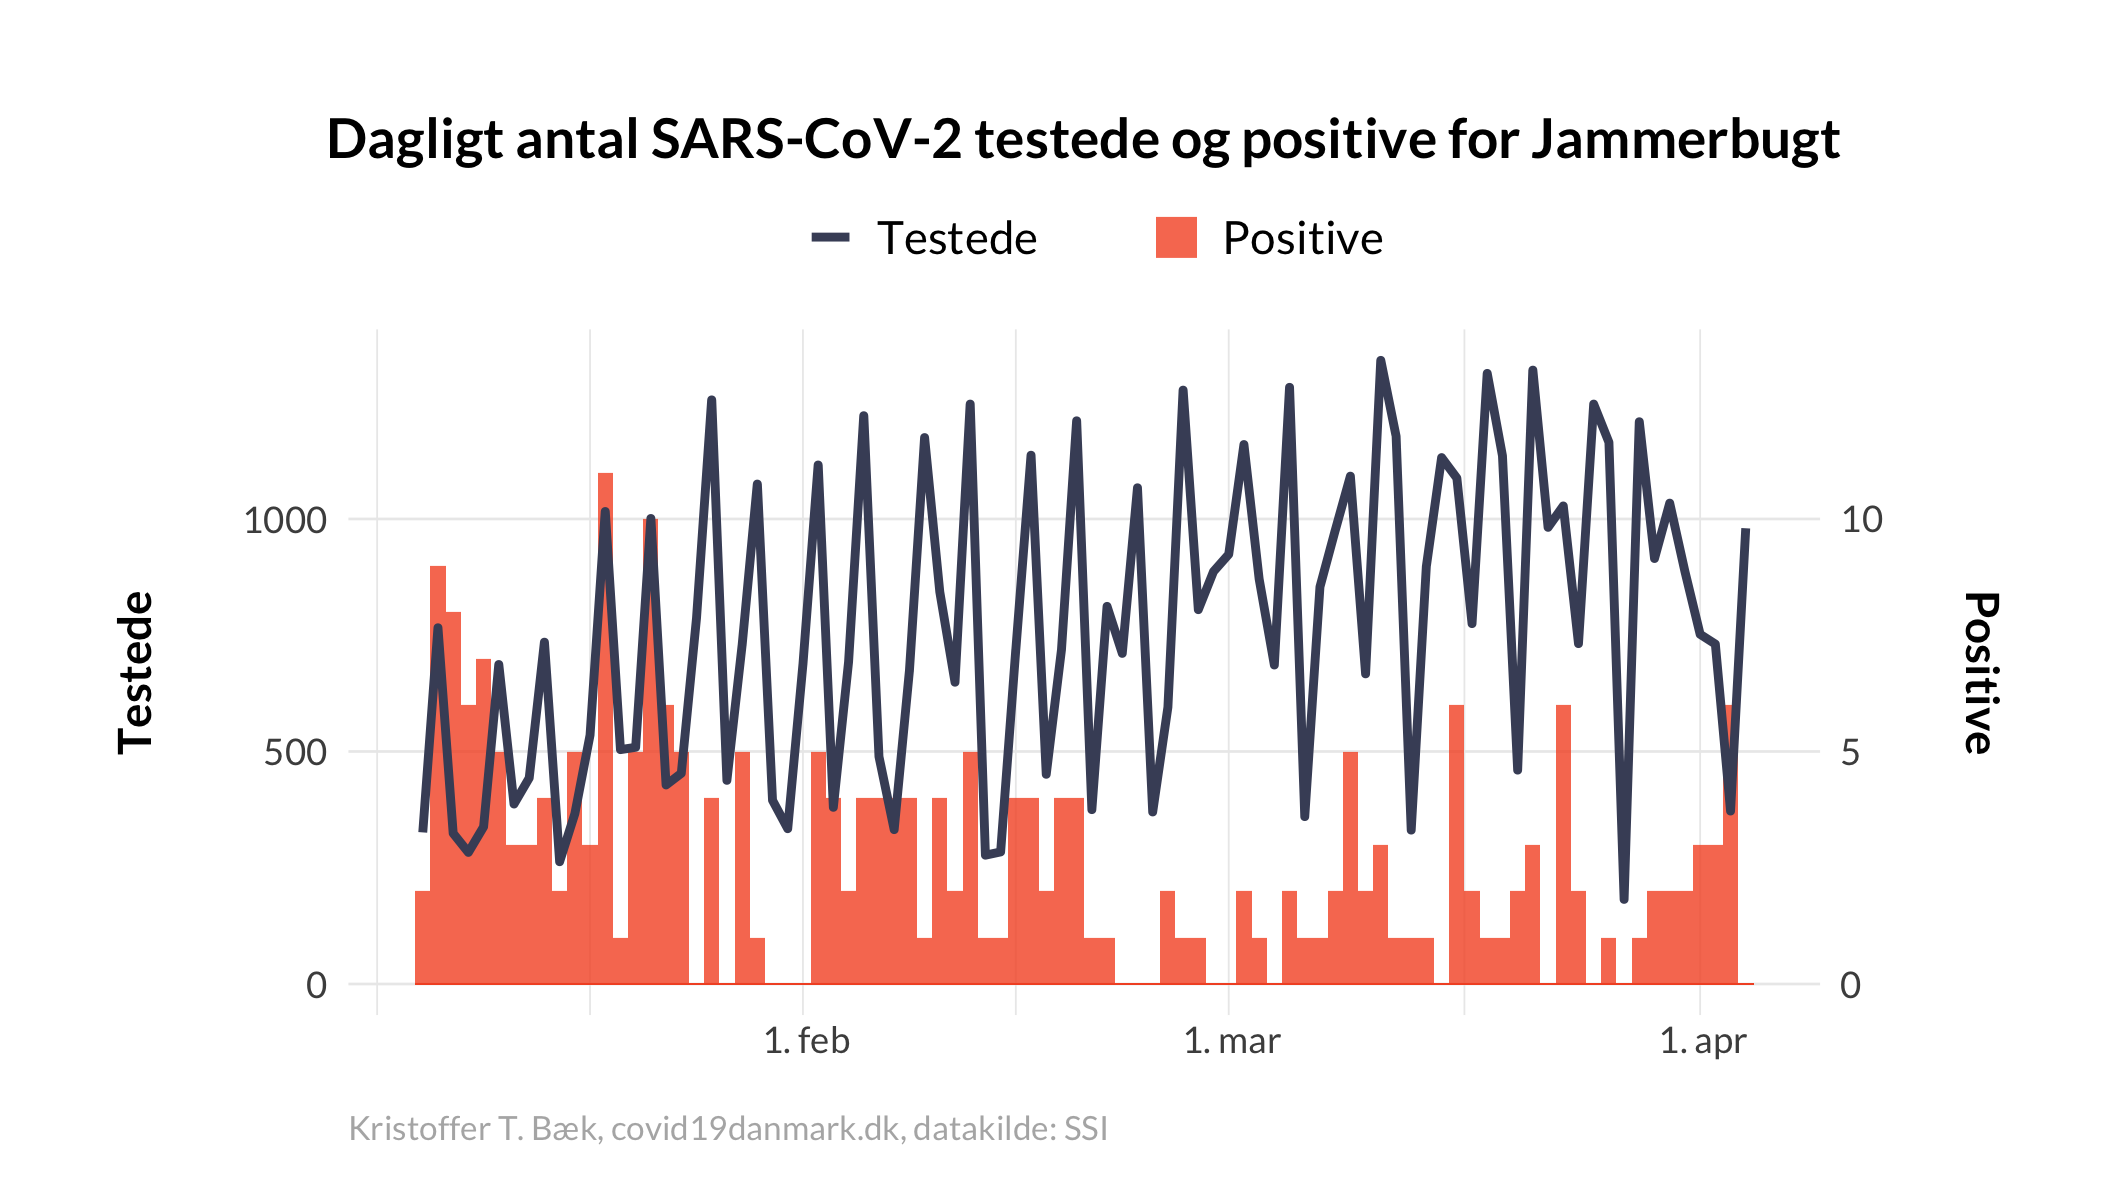 Dagligt antal SARS-CoV-2 testede og positive for Jammerbugt
Testede
Positive
Testede
1000
500
0
10
5
0
Positive
1. feb
1. mar
1. apr
Kristoffer T. Bæk, covid19danmark.dk, datakilde: SSI